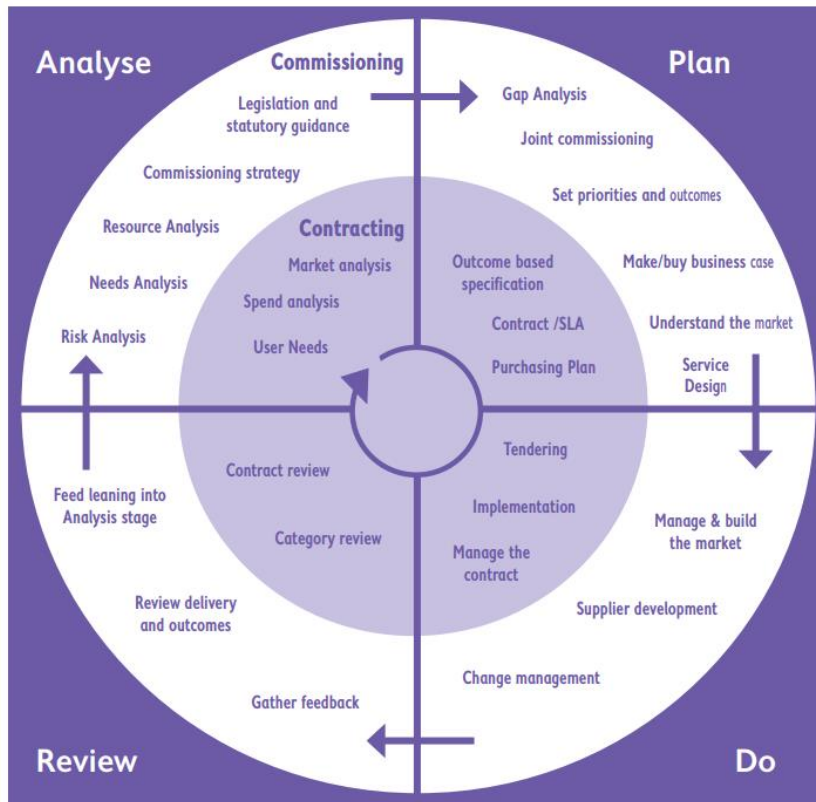 Analyse
Commissioning
Legislation and
statutory guidance
Commissioning strategy
Resource Analysis
Needs Analysis
Risk Analysis
Contracting
Market analysis
Spend analysis
User Needs
Plan
Gap Analysis
Joint commissioning
Set priorities and outcomes
Make/buy business case
Understand the market
Service
Design
Outcome based
specification
Contract /SLA
Purchasing Plan
Tendering
Implementation
Manage the
contract
Manage & build
the market
Supplier development
Change management
Do
Contract review
Category review
Feed leaning into
Analysis stage
Review delivery
and outcomes
Gather feedback
Review